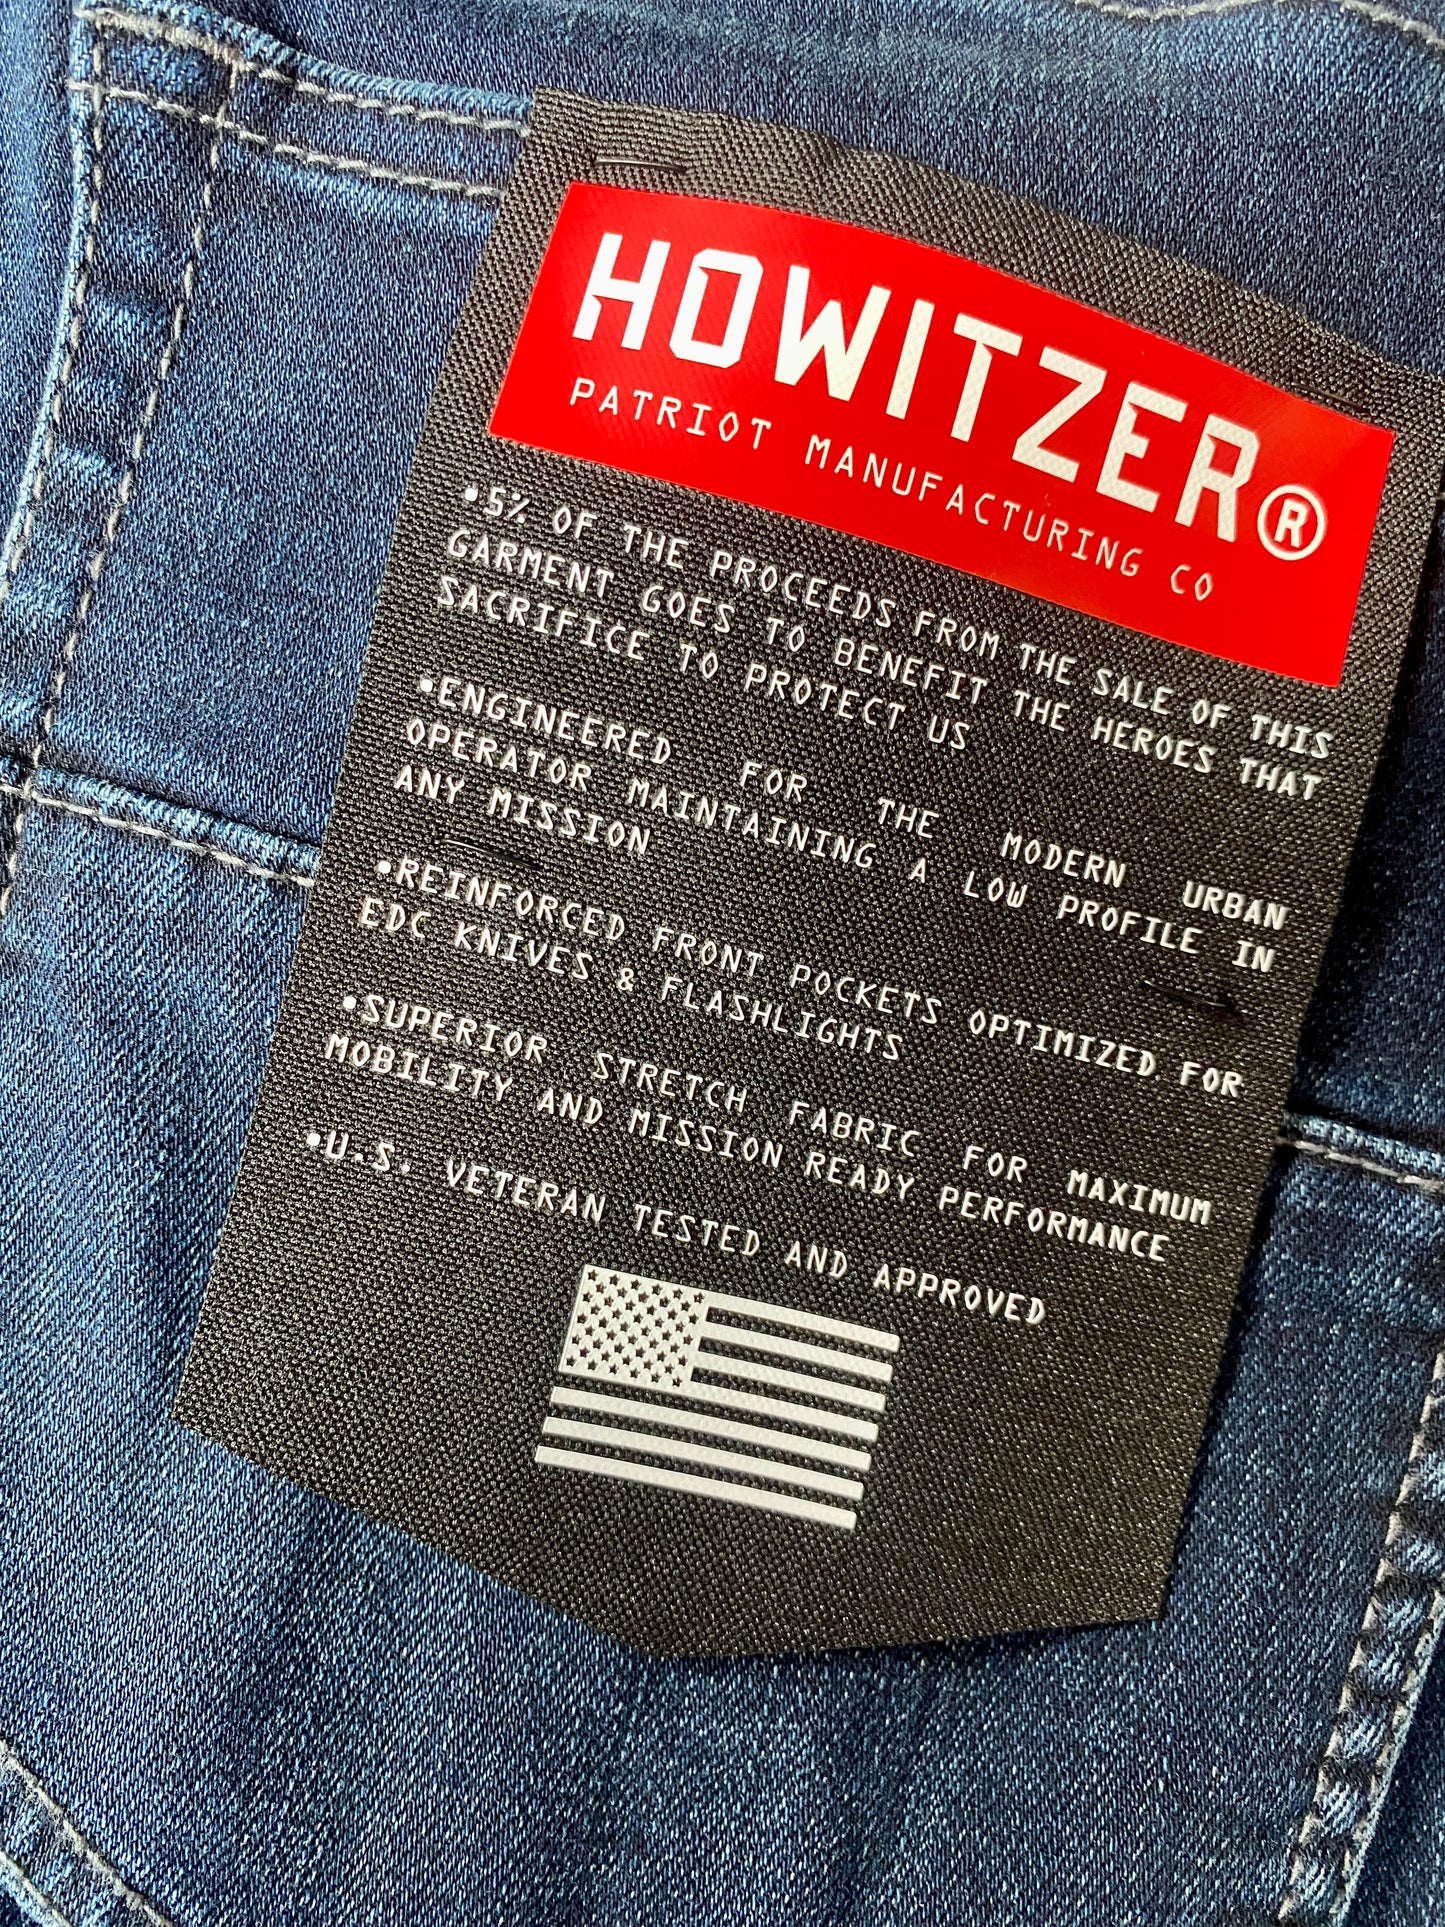 HOWITZER®
PATRIOT MANUFACTURING CO
•5% OF THE PROCEEDS FROM THE SALE OF THIS
GARMENT GOES TO BENEFIT THE HEROES THAT
SACRIFICE TO PROTECT US
•ENGINEERED FOR THE MODERN URBAN
OPERATOR MAINTAINING A LOW PROFILE IN
ANY MISSION
•REINFORCED FRONT POCKETS OPTIMIZED FOR
EDC KNIVES & FLASHLIGHTS
•SUPERIOR STRETCH FABRIC FOR MAXIMUM
MOBILITY AND MISSION READY PERFORMANCE
•U.S. VETERAN TESTED AND APPROVED